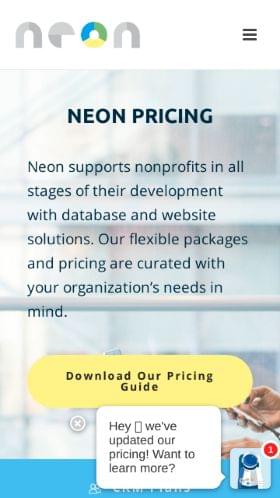 neon
NEON PRICING
Neon supports nonprofits in all
stages of their development
with database and website
solutions. Our flexible packages
and pricing are curated with
your organization's needs in
mind.
Download Our Pricing
Guide
Hey ▯ we've
updated our
pricing! Want to
learn more?
1
CRM Plans